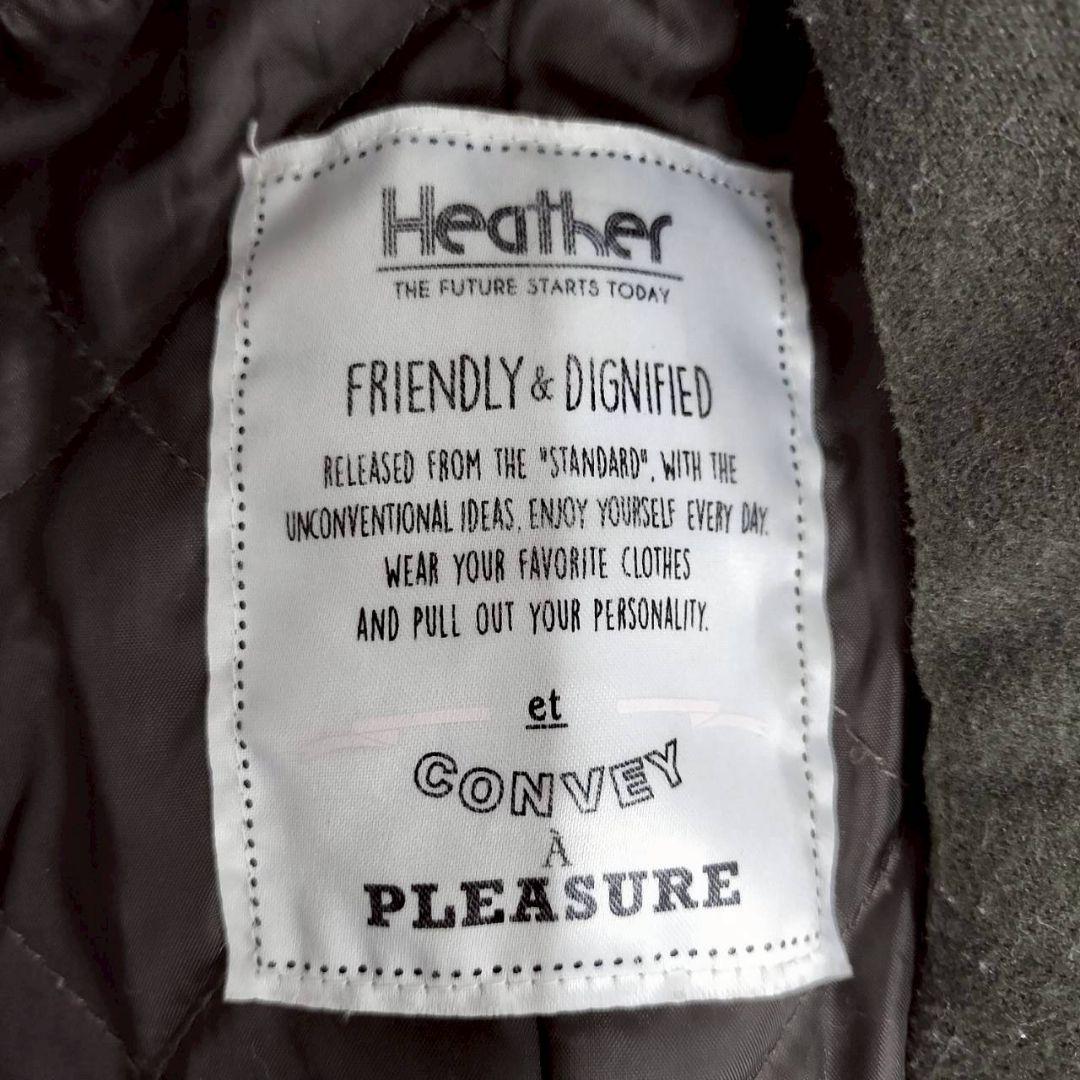 Heather
THE FUTURE STARTS TODAY
FRIENDLY & DIGNIFIED
RELEASED FROM THE "STANDARD", WITH THE
UNCONVENTIONAL IDEAS, ENJOY YOURSELF EVERY DAY.
WEAR YOUR FAVORITE CLOTHES
AND PULL OUT YOUR PERSONALITY.
et
CONVEY
À
PLEASURE